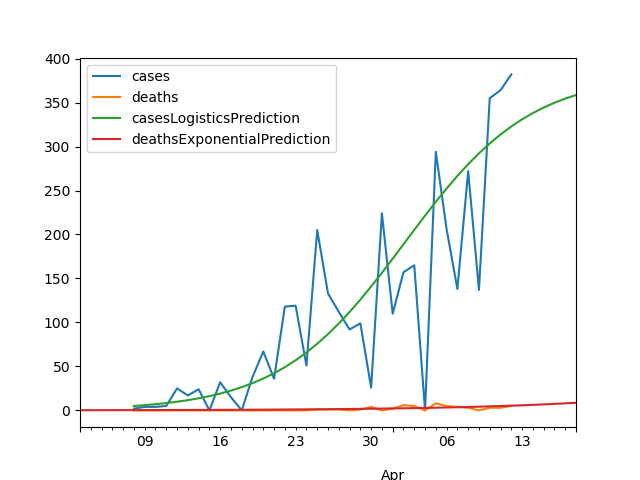 400
350
300
250
200
150
100
50
0
cases
deaths
casesLogisticsPrediction
deathsExponentialPrediction
09 16 23 30 06 13
Apr